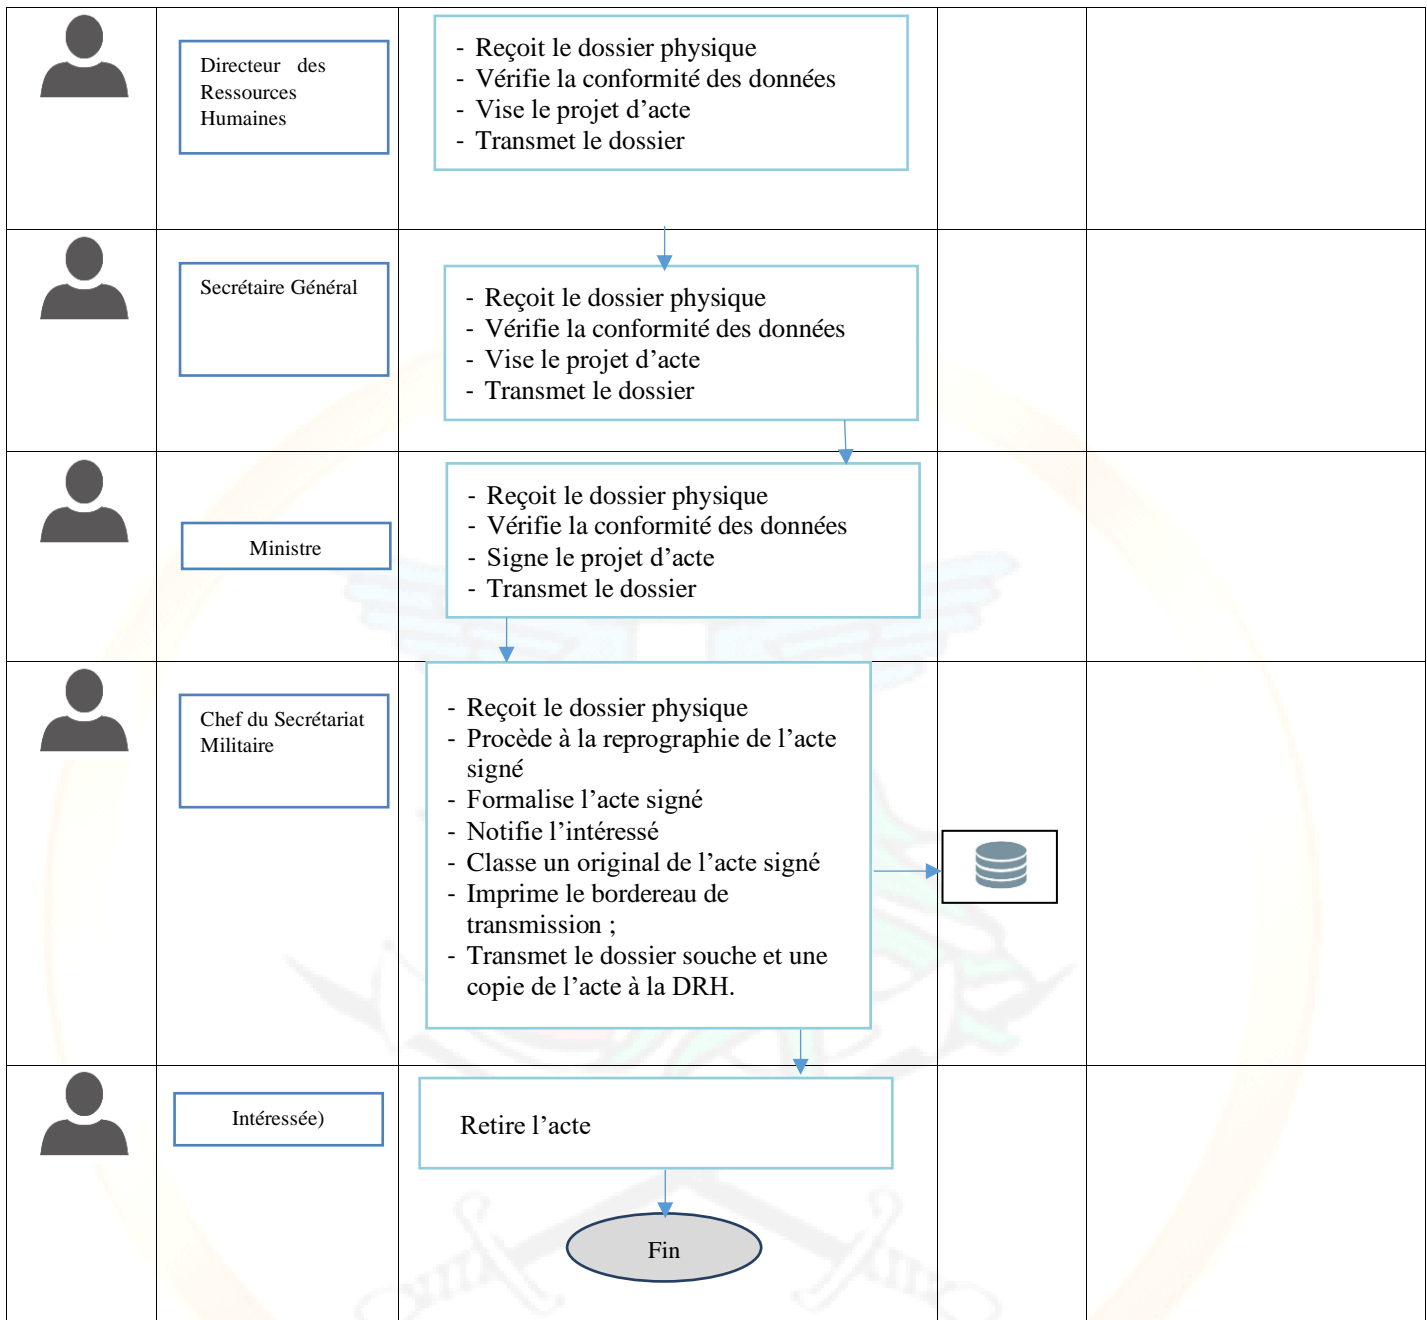 Directeur des
Ressources
Humaines
- Reçoit le dossier physique
- Vérifie la conformité des données
- Vise le projet d’acte
- Transmet le dossier
Secrétaire Général
- Reçoit le dossier physique
- Vérifie la conformité des données
- Vise le projet d’acte
- Transmet le dossier
Ministre
- Reçoit le dossier physique
- Vérifie la conformité des données
- Signe le projet d’acte
- Transmet le dossier
Chef du Secrétariat
Militaire
- Reçoit le dossier physique
- Procède à la reprographie de l’acte
signé
- Formalise l’acte signé
- Notifie l’intéressé
- Classe un original de l’acte signé
- Imprime le bordereau de
transmission ;
- Transmet le dossier souche et une
copie de l’acte à la DRH.
Intéressée)
Retire l’acte
Fin